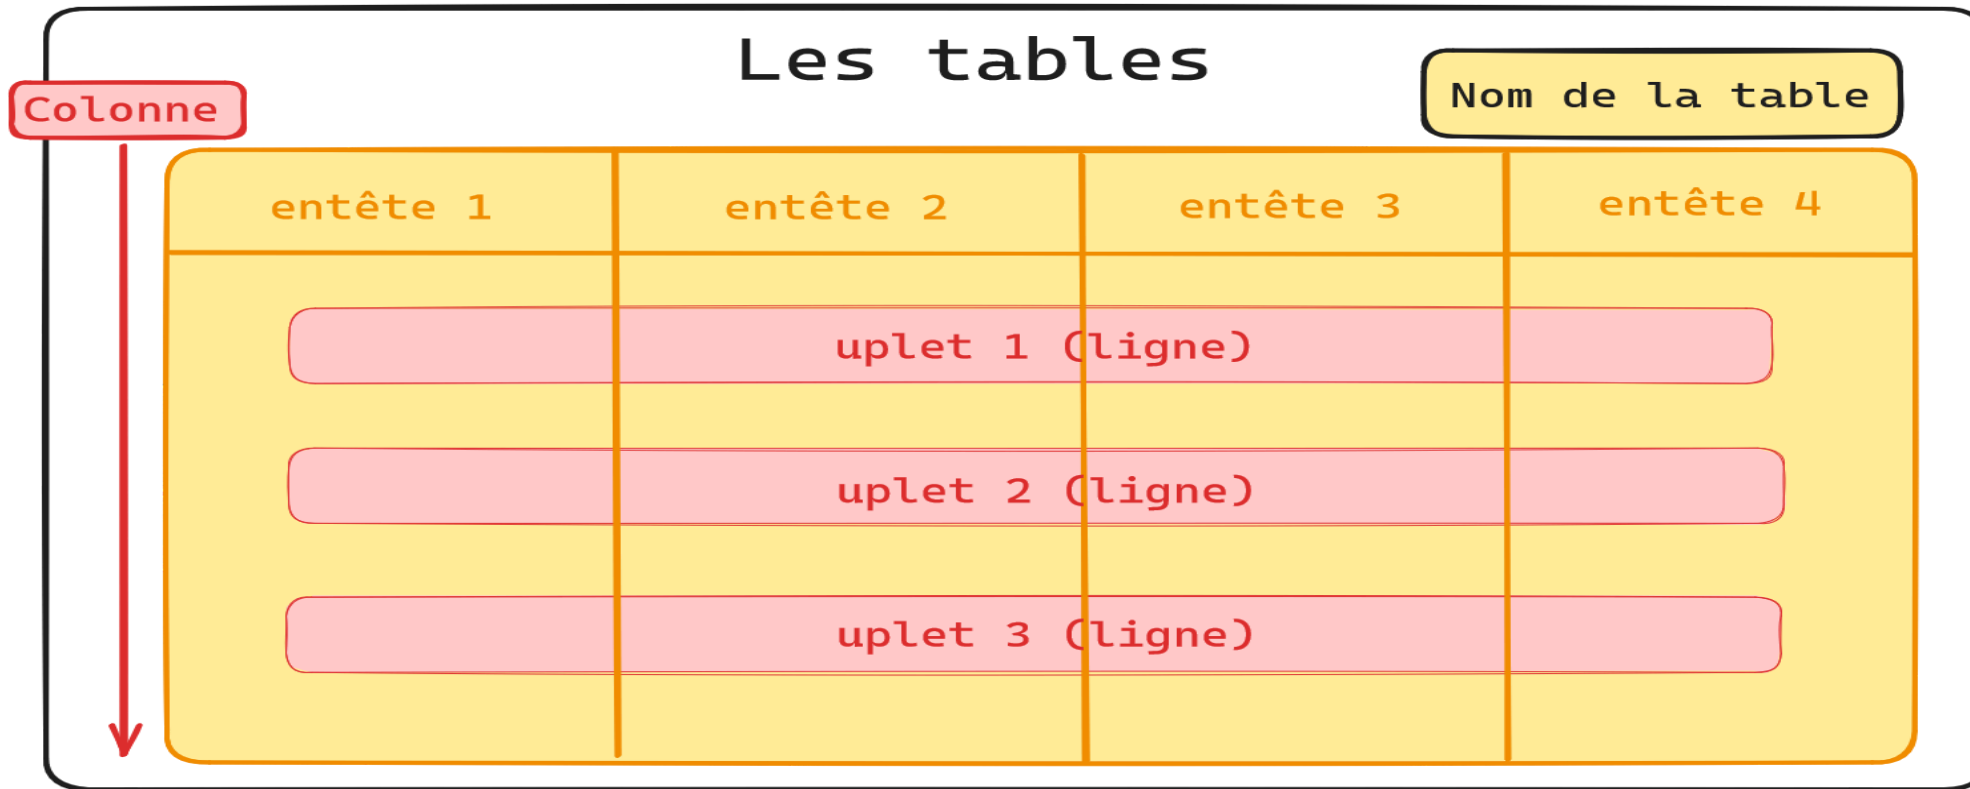 Les tables
Nom de la table
Colonne
entête 1
entête 2
entête 3
entête 4
uplet 1 (ligne)
uplet 2 (ligne)
uplet 3 (ligne)